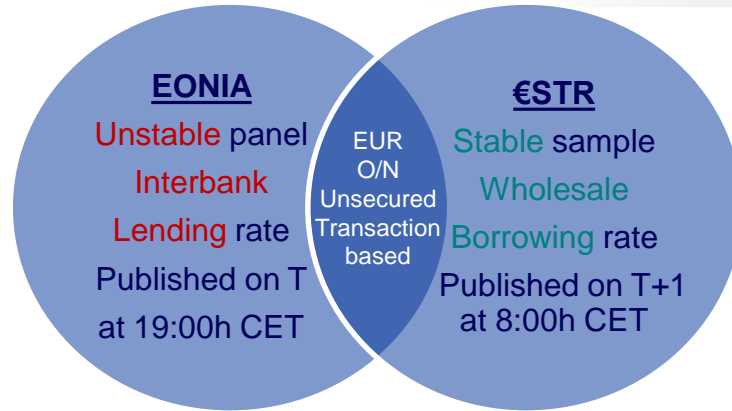 EONIA
Unstable panel
Interbank
Lending rate
Published on T
at 19:00h CET
EUR
O/N
Unsecured
Transaction
based
€STR
Stable sample
Wholesale
Borrowing rate
Published on T+1
at 8:00h CET